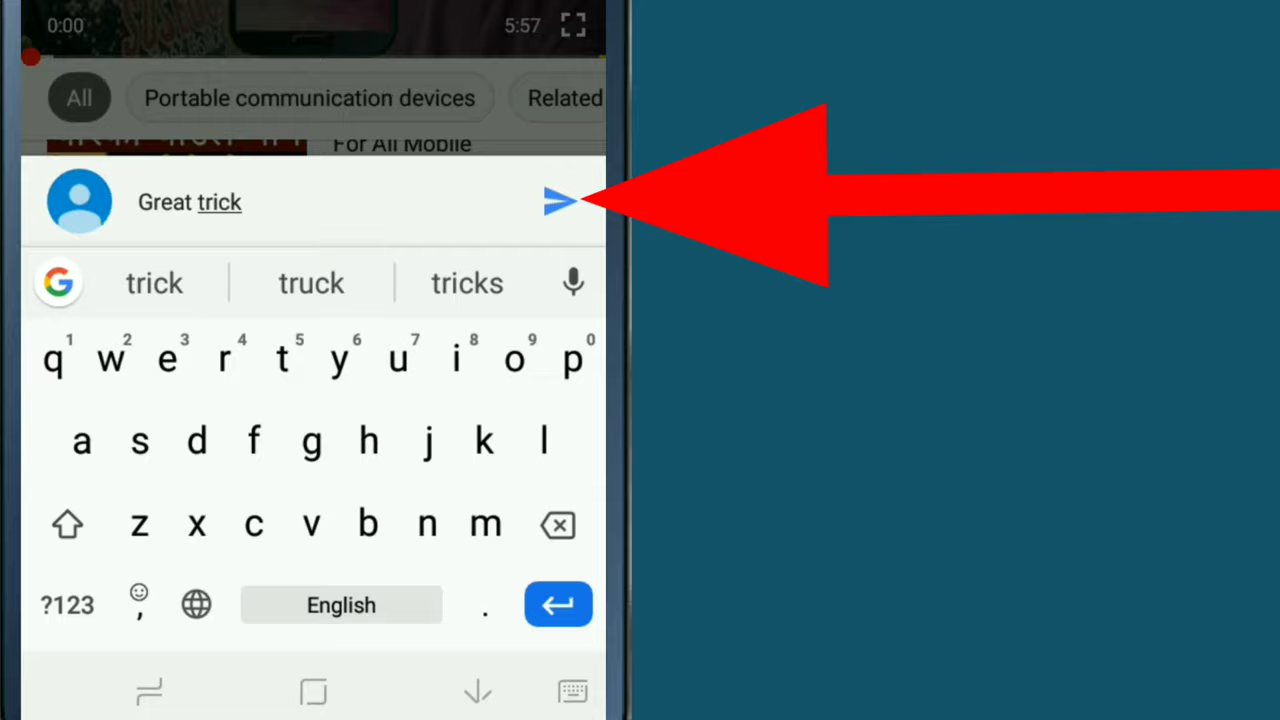 0:00 5:57
All Portable communication devices Related
For All Mobile
Great trick
trick truck tricks
1 2 3 4 5 6 7 8 9 0
q w e r t y u i o p
a s d f g h j k l
z x c v b n m
?123 , English .